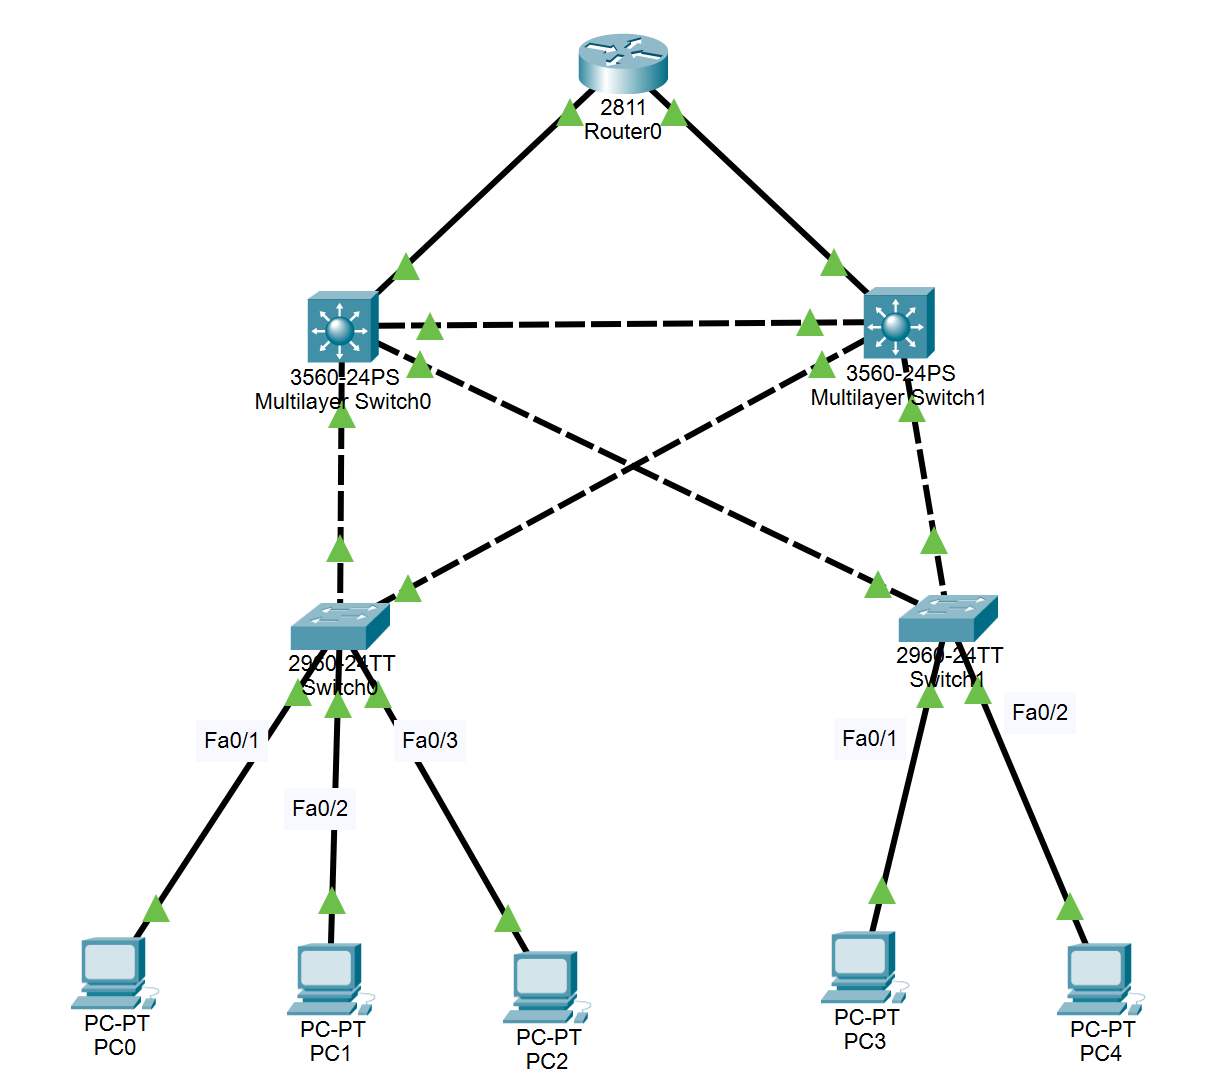 2811
Router0
3560-24PS
Multilayer Switch0
3560-24PS
Multilayer Switch1
2960-24TT
Switch0
2960-24TT
Switch1
Fa0/1
Fa0/2
Fa0/3
Fa0/1
Fa0/2
PC-PT
PC0
PC-PT
PC1
PC-PT
PC2
PC-PT
PC3
PC-PT
PC4